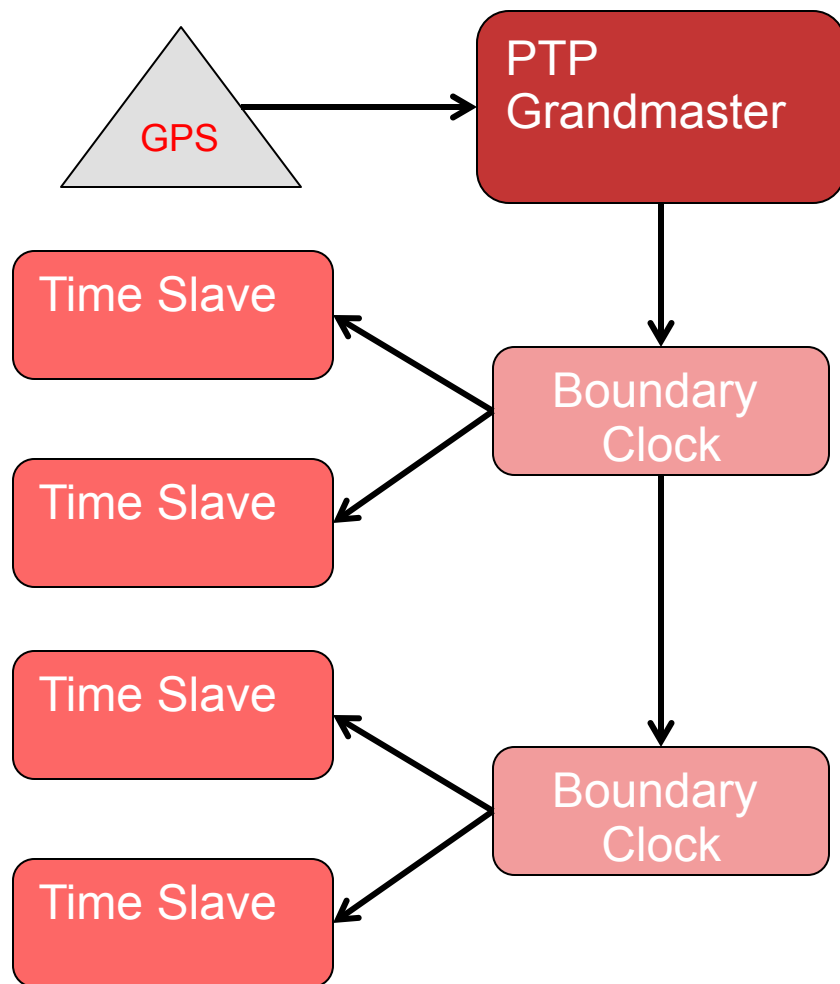 GPS
PTP
Grandmaster
Time Slave
Boundary
Clock
Time Slave
Time Slave
Boundary
Clock
Time Slave